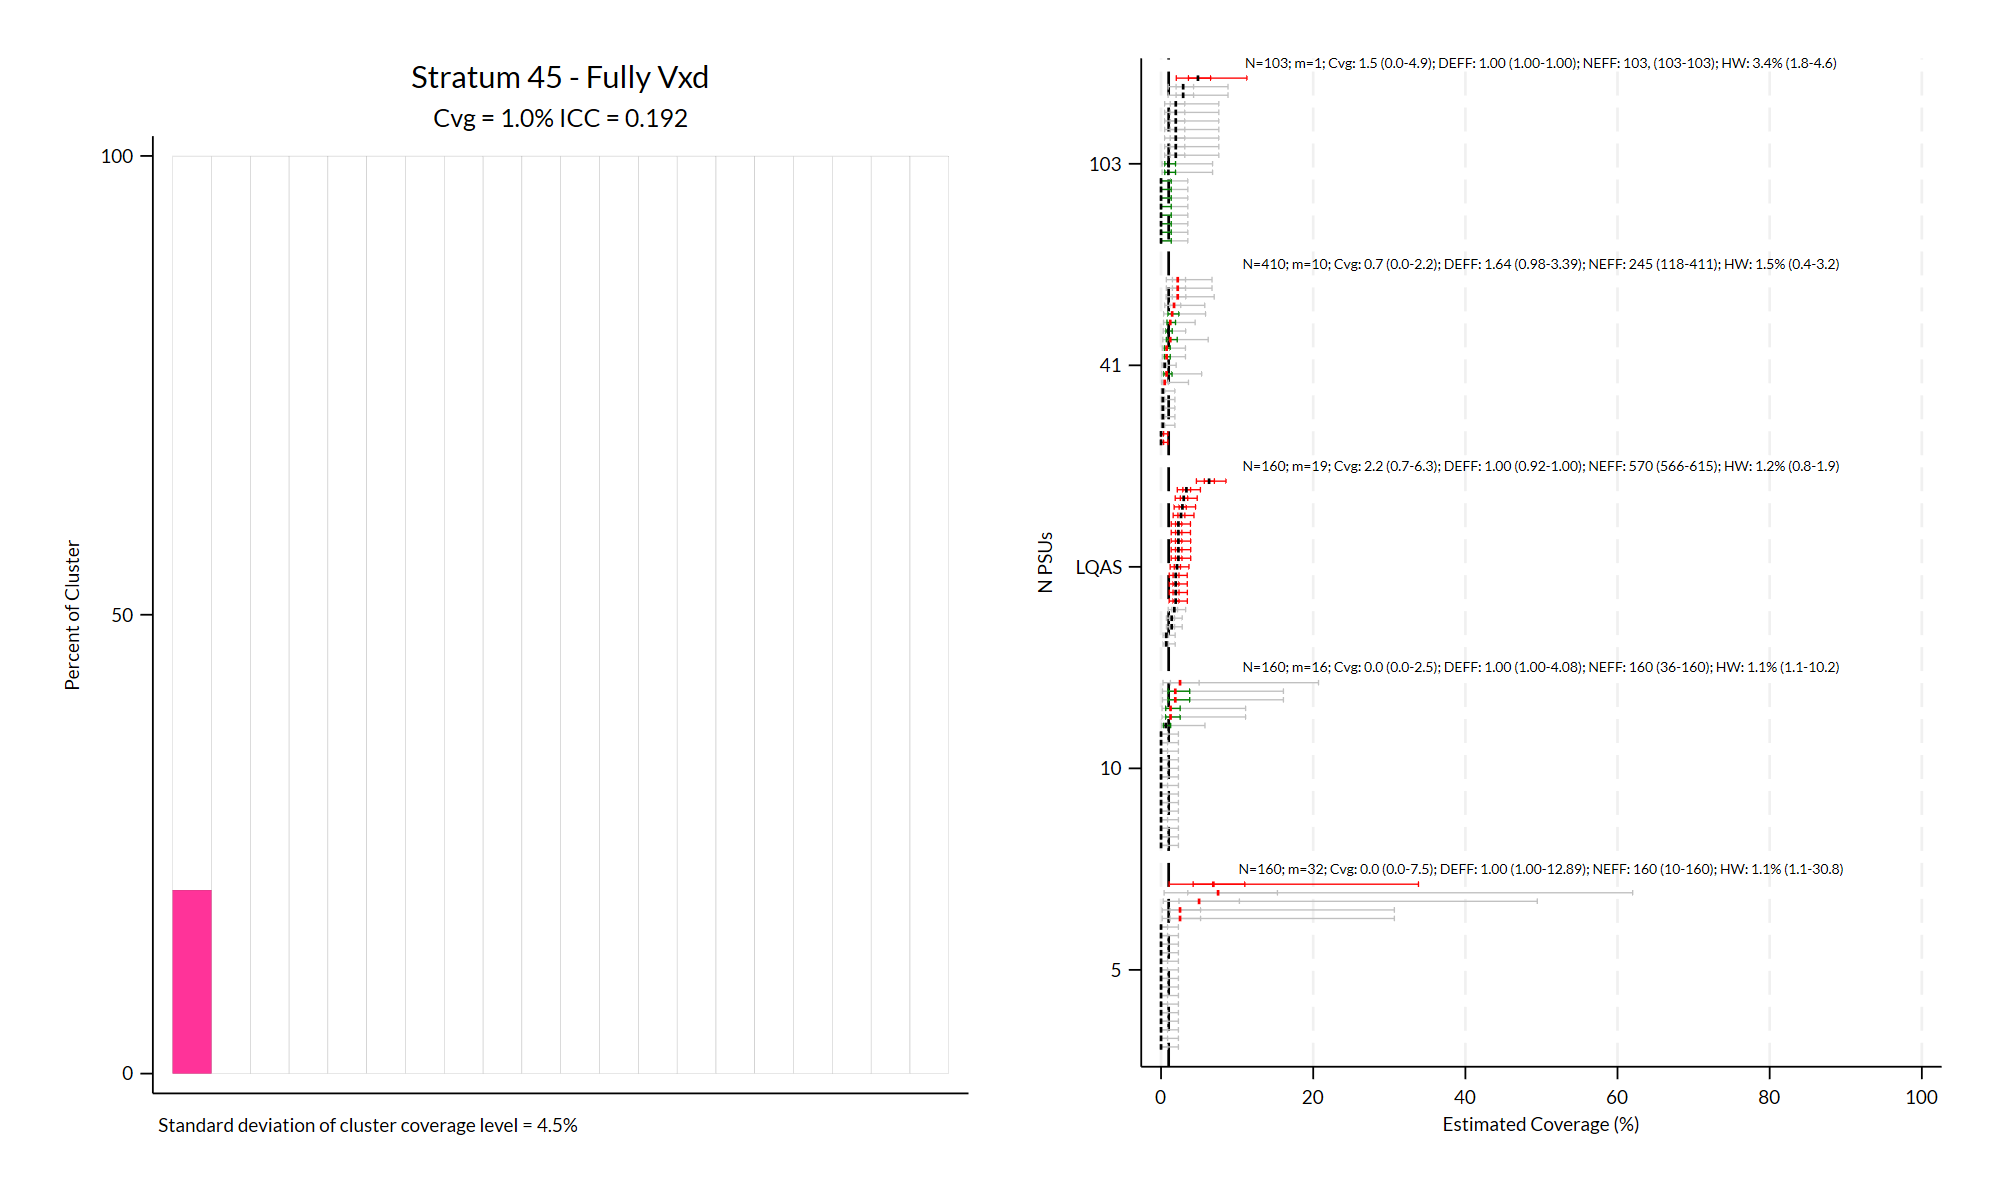 Stratum 45 - Fully Vxd
Cvg = 1.0% ICC = 0.192
100
50
0
Percent of Cluster
Standard deviation of cluster coverage level = 4.5%
N=103; m=1; Cvg: 1.5 (0.0-4.9); DEFF: 1.00 (1.00-1.00); NEFF: 103, (103-103); HW: 3.4% (1.8-4.6)
103
N=410; m=10; Cvg: 0.7 (0.0-2.2); DEFF: 1.64 (0.98-3.39); NEFF: 245 (118-411); HW: 1.5% (0.4-3.2)
41
N=160; m=19; Cvg: 2.2 (0.7-6.3); DEFF: 1.00 (0.92-1.00); NEFF: 570 (566-615); HW: 1.2% (0.8-1.9)
N PSUs
LQAS
N=160; m=16; Cvg: 0.0 (0.0-2.5); DEFF: 1.00 (1.00-4.08); NEFF: 160 (36-160); HW: 1.1% (1.1-10.2)
10
N=160; m=32; Cvg: 0.0 (0.0-7.5); DEFF: 1.00 (1.00-12.89); NEFF: 160 (10-160); HW: 1.1% (1.1-30.8)
5
0 20 40 60 80 100
Estimated Coverage (%)